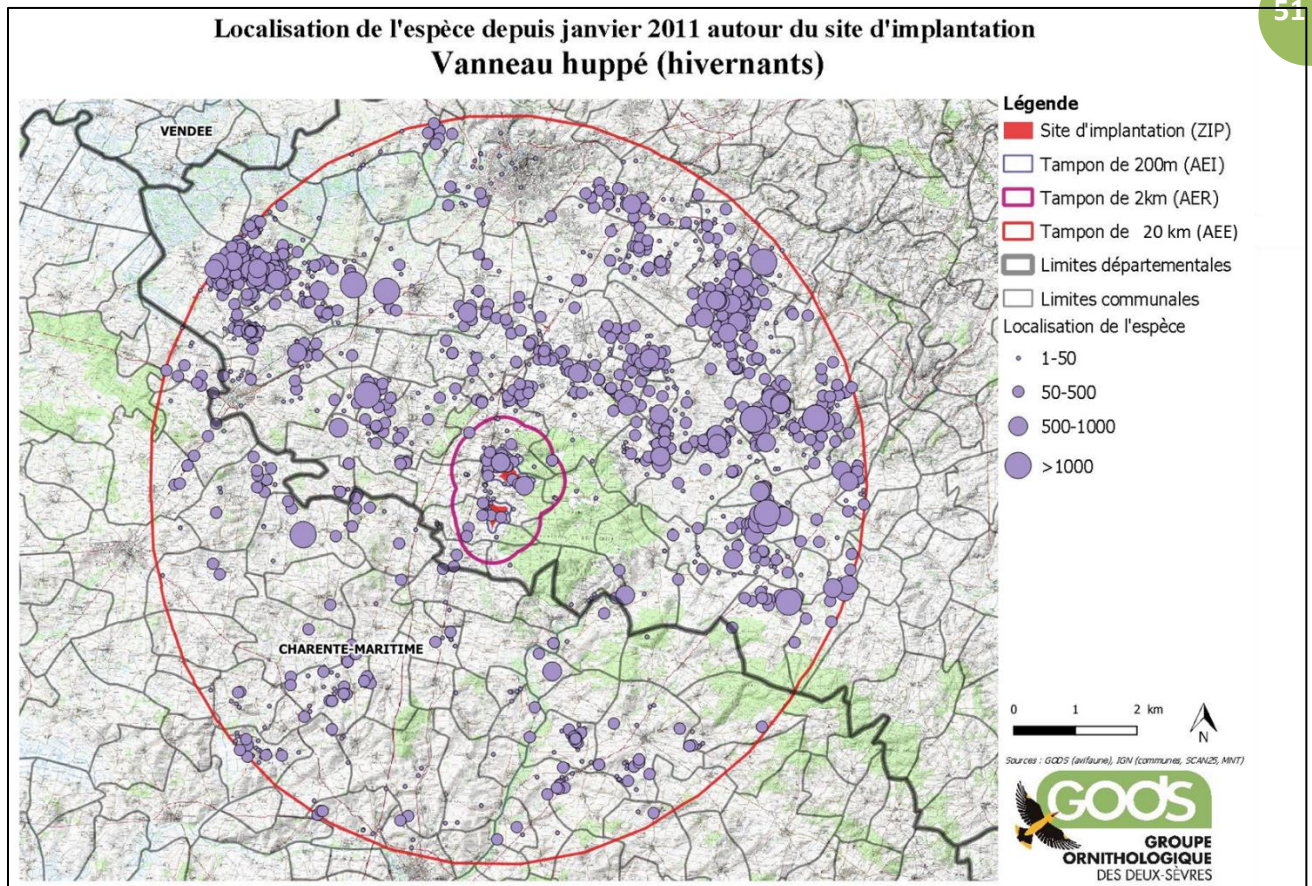 51
Localisation de l'espèce depuis janvier 2011 autour du site d'implantation
Vanneau huppé (hivernants)
VENDEE
CHARENTE-MARITIME
Légende
Site d'implantation (ZIP)
Tampon de 200m (AEI)
Tampon de 2km (AER)
Tampon de 20 km (AEE)
Limites départementales
Limites communales
Localisation de l'espèce
1-50
50-500
500-1000
>1000
0 1 2 km
N
Sources : GODS (avifaune), IGN (communes, SCAN25, MNT)
GODS
GROUPE
ORNITHOLOGIQUE
DES DEUX-SÈVRES